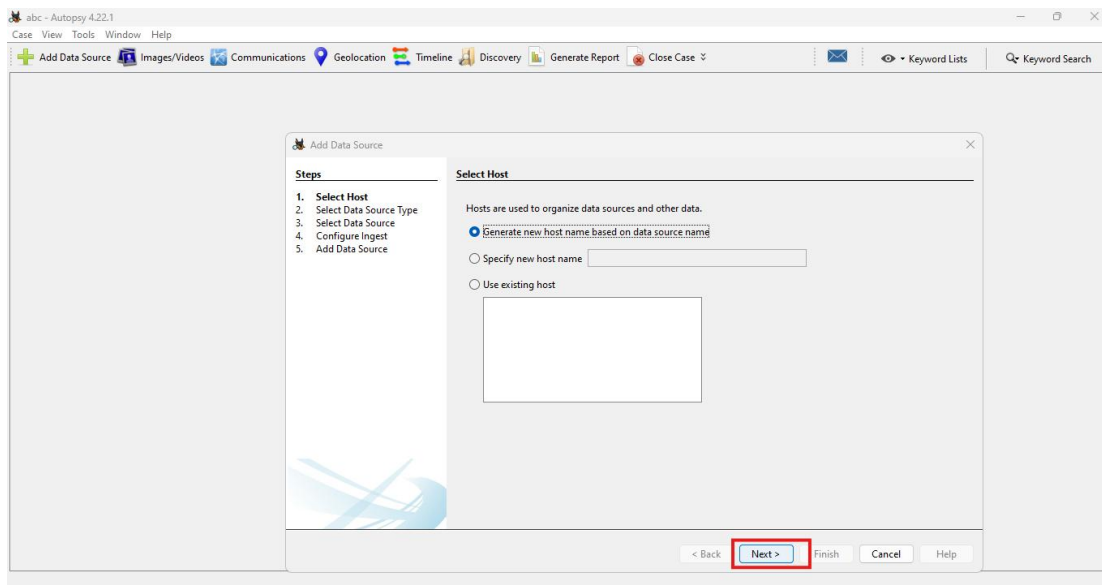 abc - Autopsy 4.22.1
Case View Tools Window Help
Add Data Source Images/Videos Communications Geolocation Timeline Discovery Generate Report Close Case Keyword Lists Keyword Search
Add Data Source
Steps
1. Select Host
2. Select Data Source Type
3. Select Data Source
4. Configure Ingest
5. Add Data Source
Select Host
Hosts are used to organize data sources and other data.
Generate new host name based on data source name
Specify new host name
Use existing host
< Back Next > Finish Cancel Help